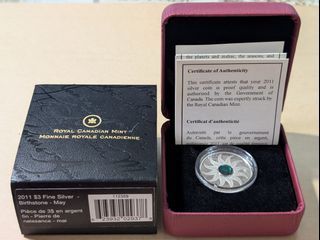 ROYAL CANADIAN MINT
MONNAIE ROYALE CANADIENNE
2011 $3 Fine Silver -
Birthstone - May
Pièce de 3$ en argent
fin - Pierre de
naissance - mai
the planets and zodiac, the seasons, and
Certificate of Authenticity
This certificate attests that your 2011
silver coin is proof quality and is
authorized by the Government of
Canada. The coin was expertly struck by
the Royal Canadian Mint.
Certificat d'authenticité
Autorisée par le gouvernement
du Canada, cette pièce en argent,